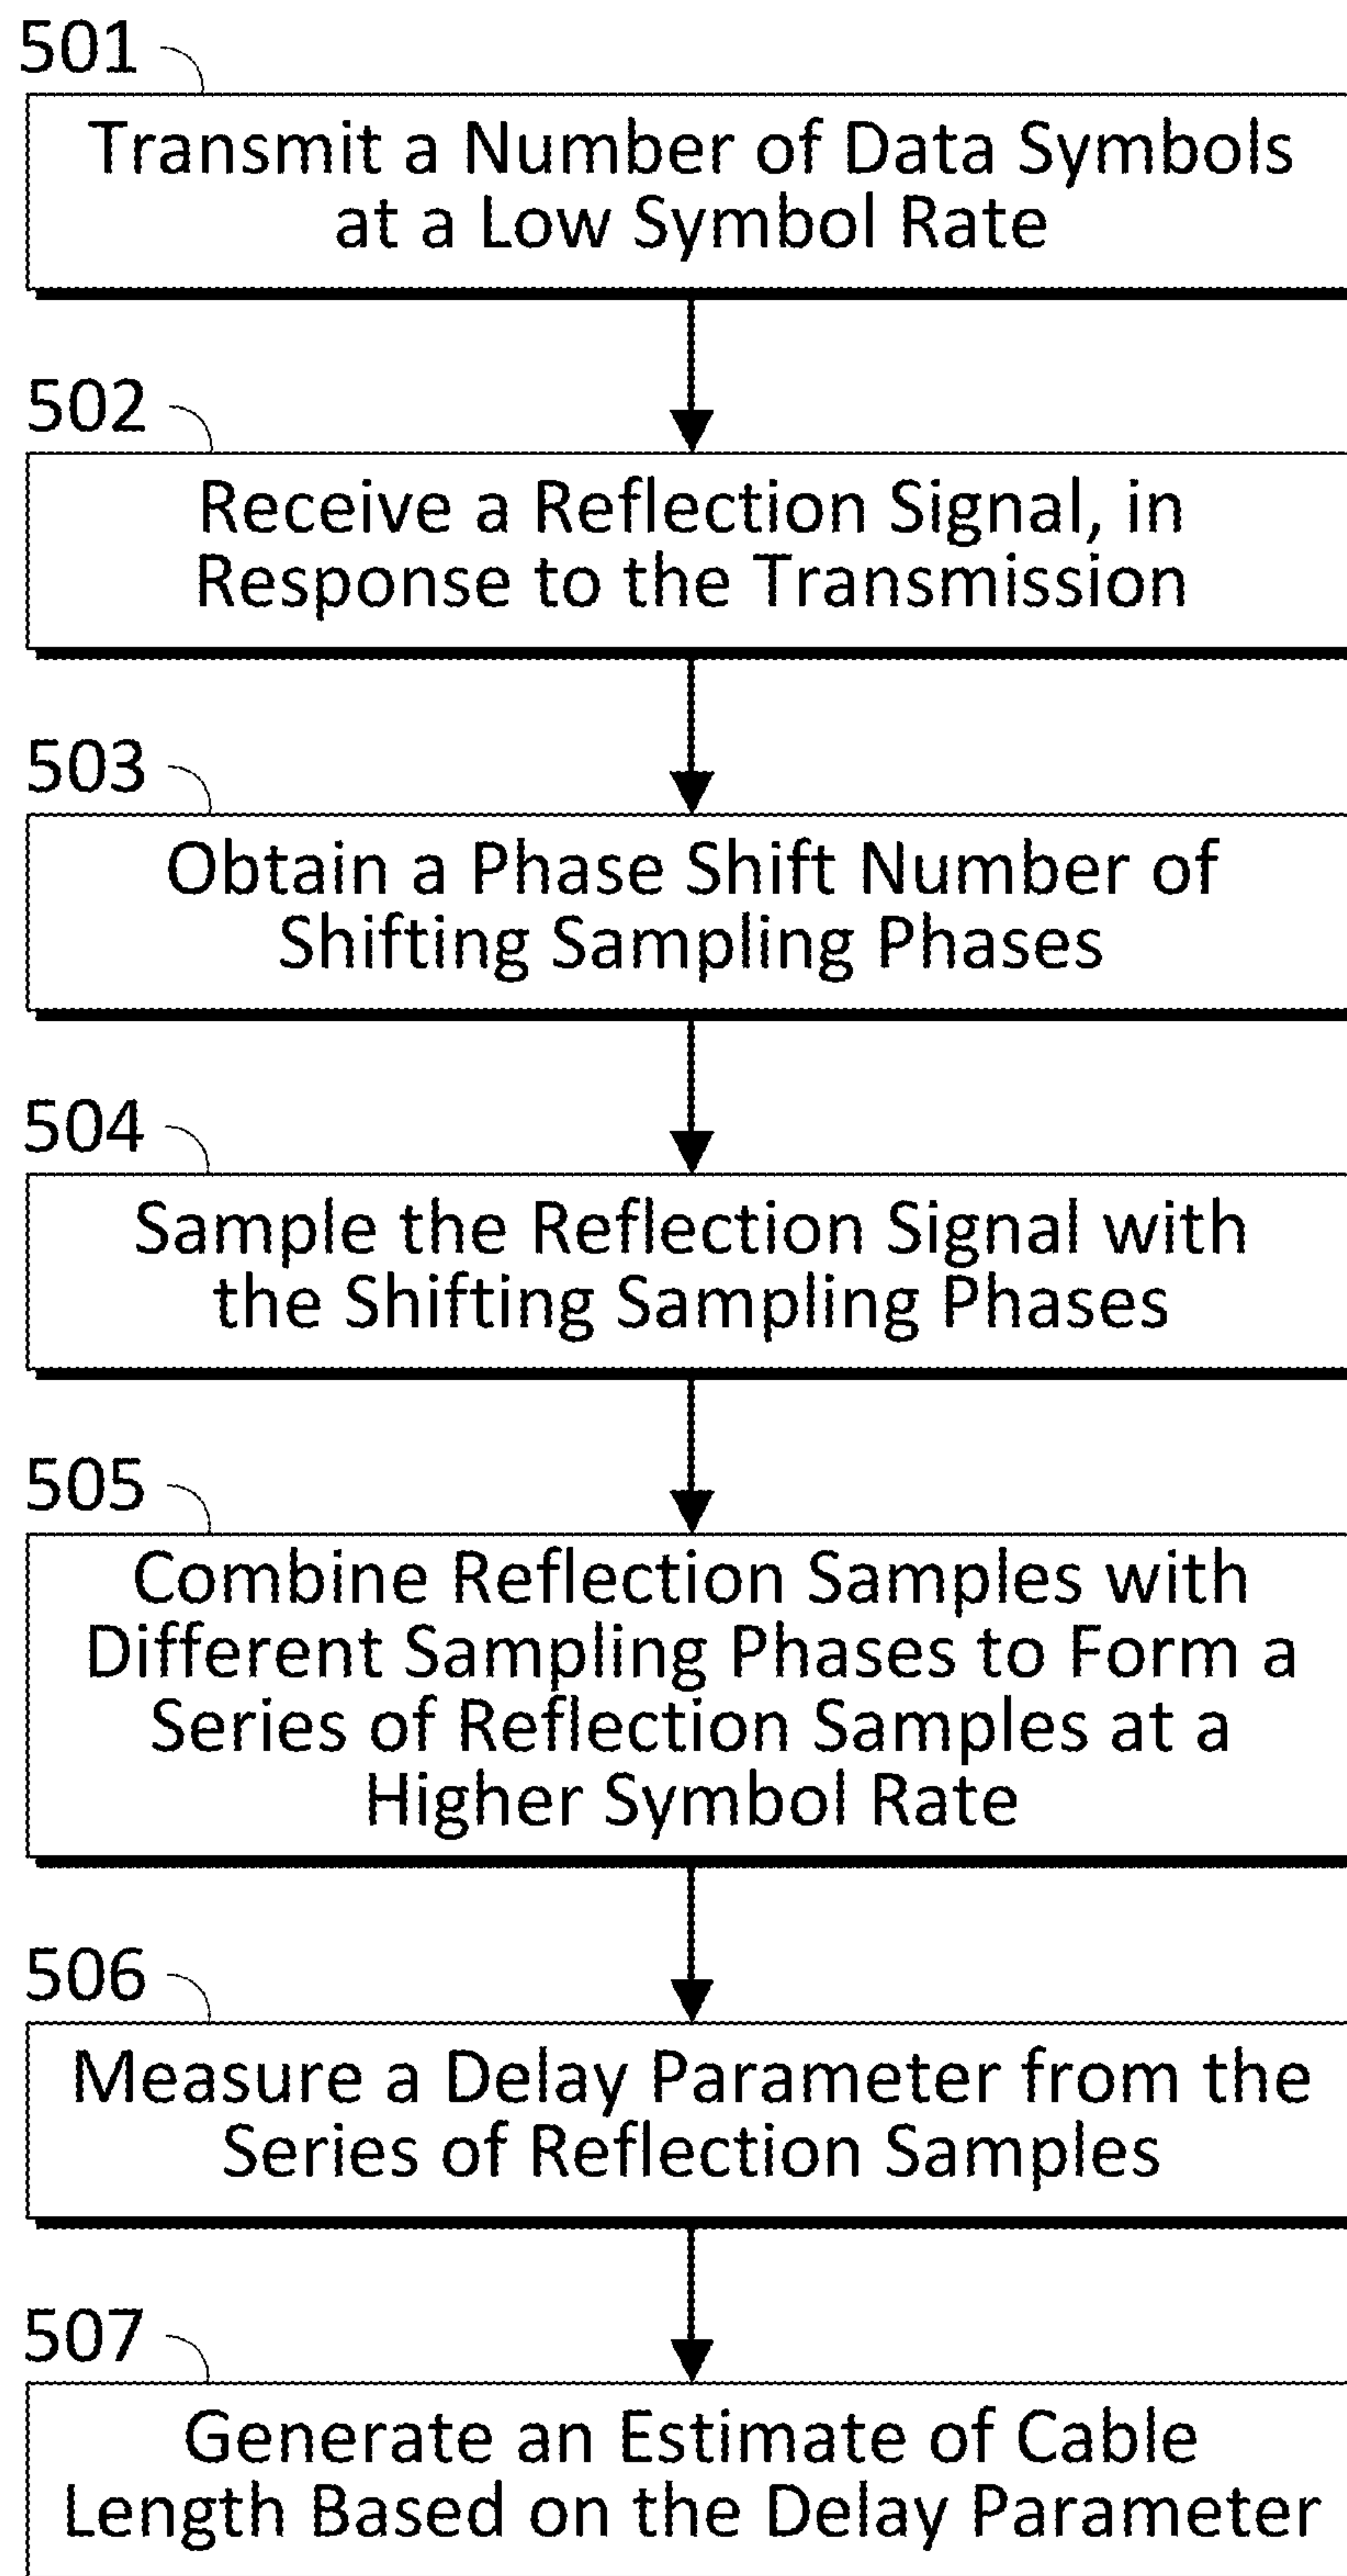 501
Transmit a Number of Data Symbols
at a Low Symbol Rate
502
Receive a Reflection Signal, in
Response to the Transmission
503
Obtain a Phase Shift Number of
Shifting Sampling Phases
504
Sample the Reflection Signal with
the Shifting Sampling Phases
505
Combine Reflection Samples with
Different Sampling Phases to Form a
Series of Reflection Samples at a
Higher Symbol Rate
506
Measure a Delay Parameter from the
Series of Reflection Samples
507
Generate an Estimate of Cable
Length Based on the Delay Parameter